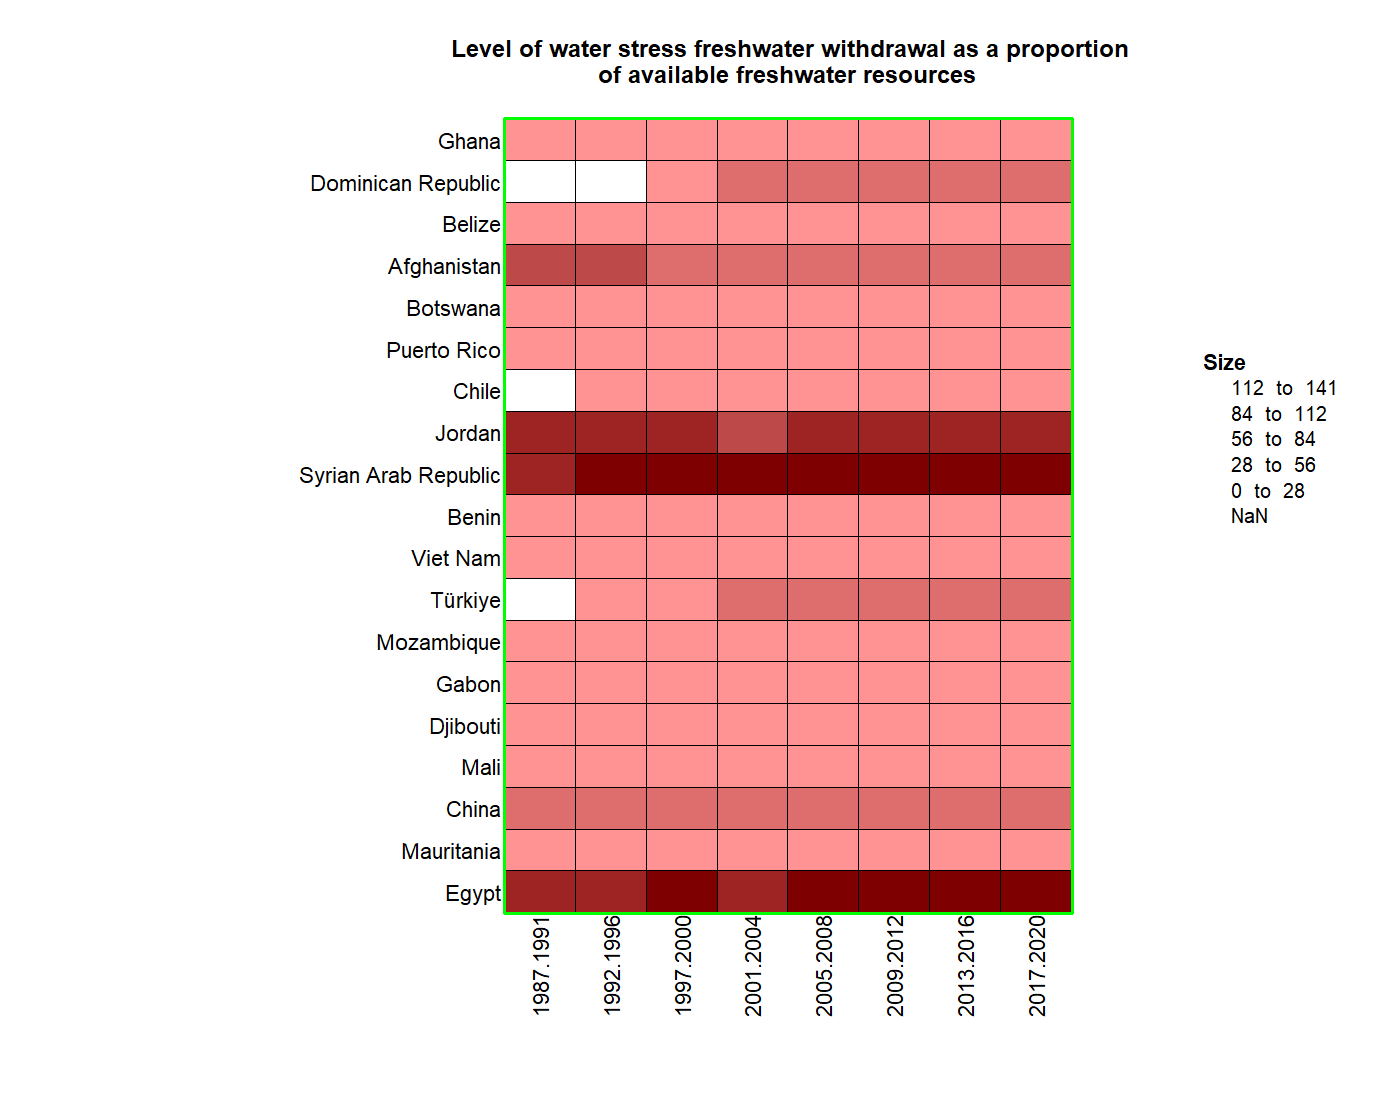 Level of water stress freshwater withdrawal as a proportion
of available freshwater resources
Ghana
Dominican Republic
Belize
Afghanistan
Botswana
Puerto Rico
Chile
Jordan
Syrian Arab Republic
Benin
Viet Nam
Türkiye
Mozambique
Gabon
Djibouti
Mali
China
Mauritania
Egypt
1987.1991
1992.1996
1997.2000
2001.2004
2005.2008
2009.2012
2013.2016
2017.2020
Size
112 to 141
84 to 112
56 to 84
28 to 56
0 to 28
NaN